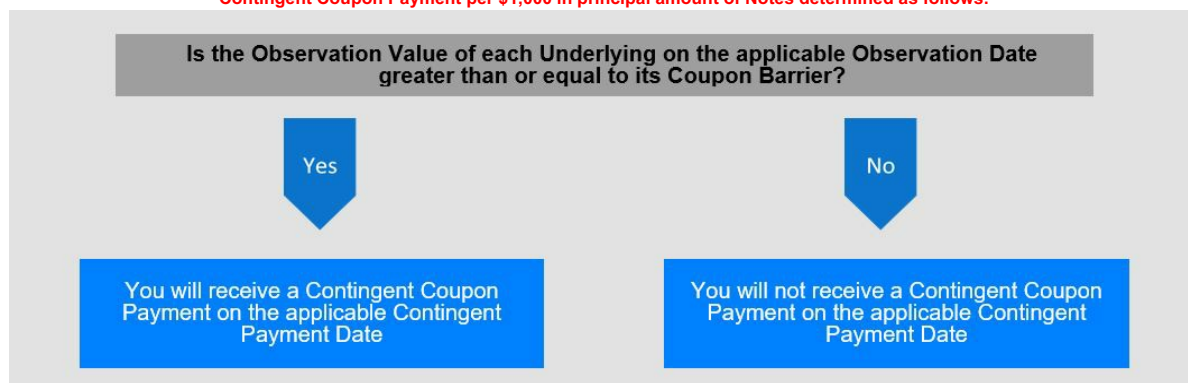 Contingent Coupon Payment per $1,000 in principal amount of Notes determined as follows:
Is the Observation Value of each Underlying on the applicable Observation Date
greater than or equal to its Coupon Barrier?
Yes
No
You will receive a Contingent Coupon
Payment on the applicable Contingent
Payment Date
You will not receive a Contingent Coupon
Payment on the applicable Contingent
Payment Date